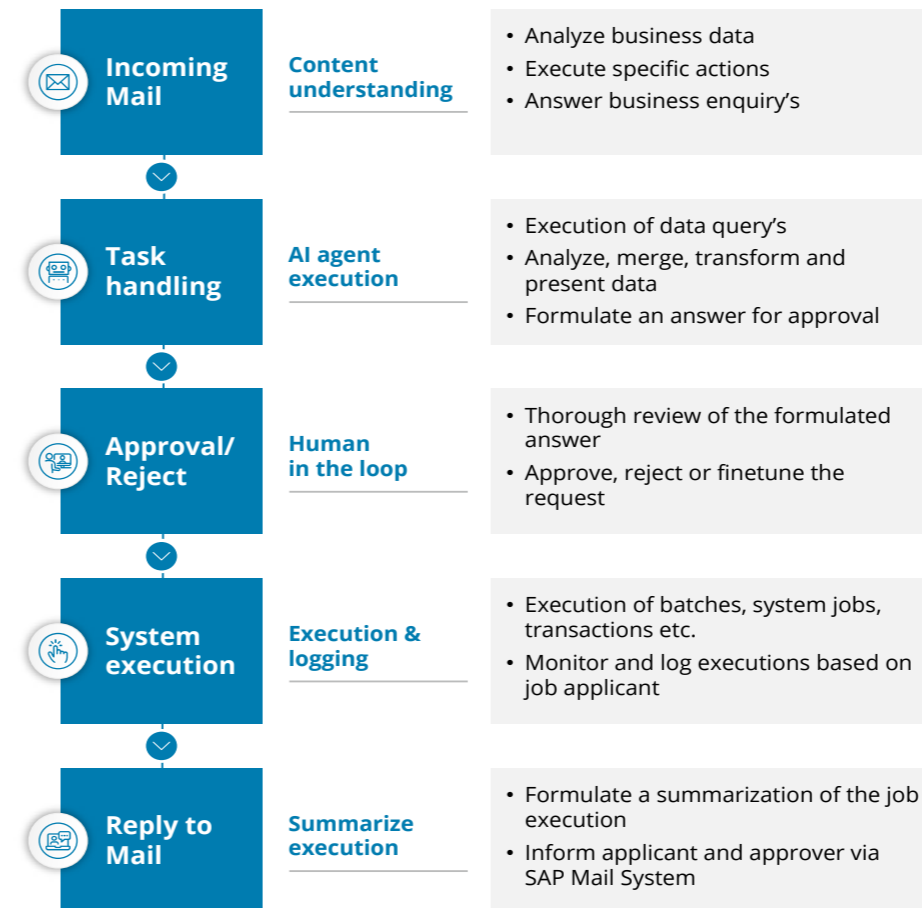 Incoming
Mail
Content
understanding
• Analyze business data
• Execute specific actions
• Answer business enquiry's
Task
handling
AI agent
execution
• Execution of data query's
• Analyze, merge, transform and
present data
• Formulate an answer for approval
Approval/
Reject
Human
in the loop
• Thorough review of the formulated
answer
• Approve, reject or finetune the
request
System
execution
Execution &
logging
• Execution of batches, system jobs,
transactions etc.
• Monitor and log executions based on
job applicant
Reply to
Mail
Summarize
execution
• Formulate a summarization of the job
execution
• Inform applicant and approver via
SAP Mail System